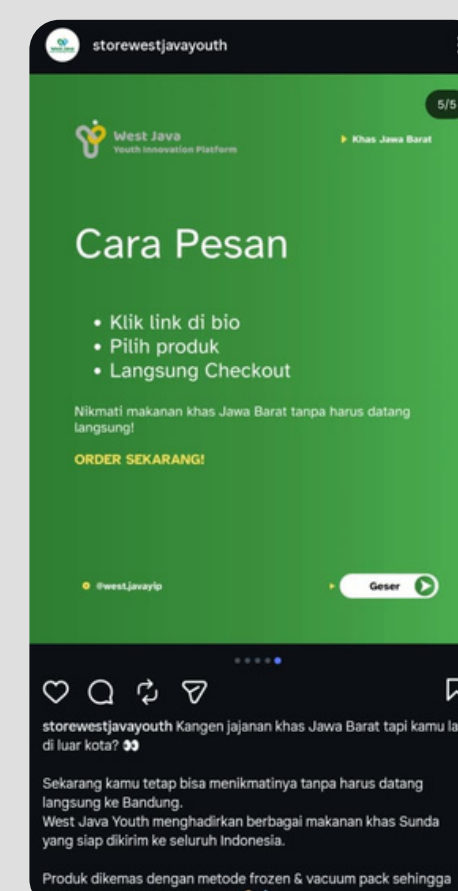 storewestjavayouth
5/5
West Java
Youth Innovation Platform
Khas Jawa Barat
Cara Pesan
• Klik link di bio
• Pilih produk
• Langsung Checkout
Nikmati makanan khas Jawa Barat tanpa harus datang
langsung!
ORDER SEKARANG!
@west.javayip
Geser
storewestjavayouth Kangen jajanan khas Jawa Barat tapi kamu la
di luar kota? 👀
Sekarang kamu tetap bisa menikmatinya tanpa harus datang
langsung ke Bandung.
West Java Youth menghadirkan berbagai makanan khas Sunda
yang siap dikirim ke seluruh Indonesia.
Produk dikemas dengan metode frozen & vacuum pack sehingga